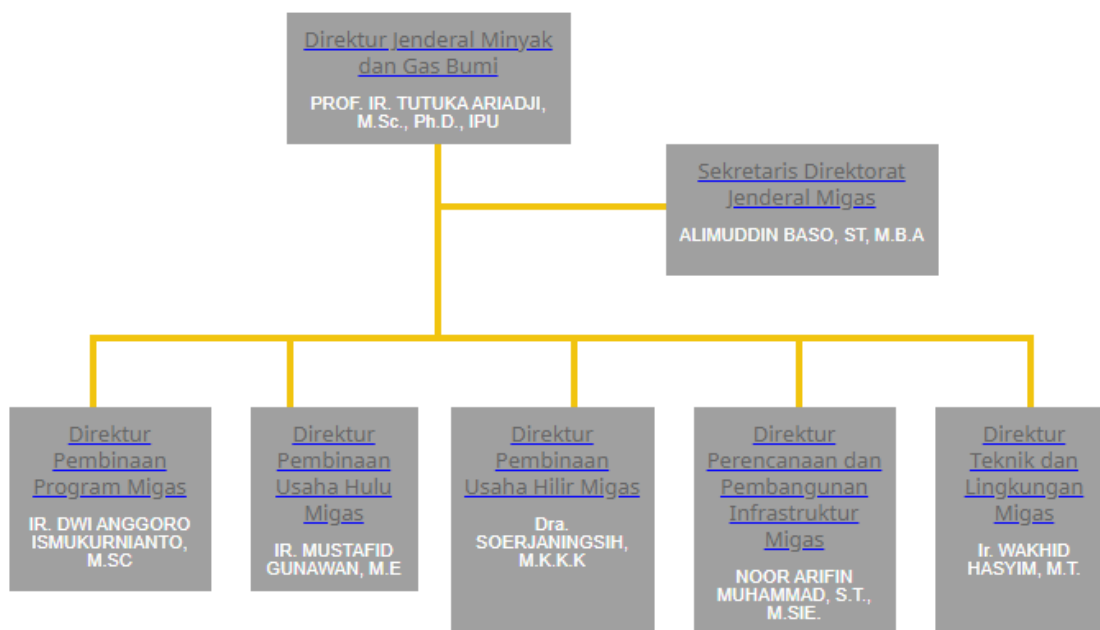 Direktur Jenderal Minyak
dan Gas Bumi
PROF. IR. TUTUKA ARIADJI,
M.Sc., Ph.D., IPU
Sekretaris Direktorat
Jenderal Migas
ALIMUDDIN BASO, ST, M.B.A
Direktur
Pembinaan
Program Migas
IR. DWI ANGGORO
ISMUKURNIANTO,
M.SC
Direktur
Pembinaan
Usaha Hulu
Migas
IR. MUSTAFID
GUNAWAN, M.E
Direktur
Pembinaan
Usaha Hilir Migas
Dra.
SOERJANINGSIH,
M.K.K.K
Direktur
Perencanaan dan
Pembangunan
Infrastruktur
Migas
NOOR ARIFIN
MUHAMMAD, S.T.,
M.SIE.
Direktur
Teknik dan
Lingkungan
Migas
Ir. WAKHID
HASYIM, M.T.